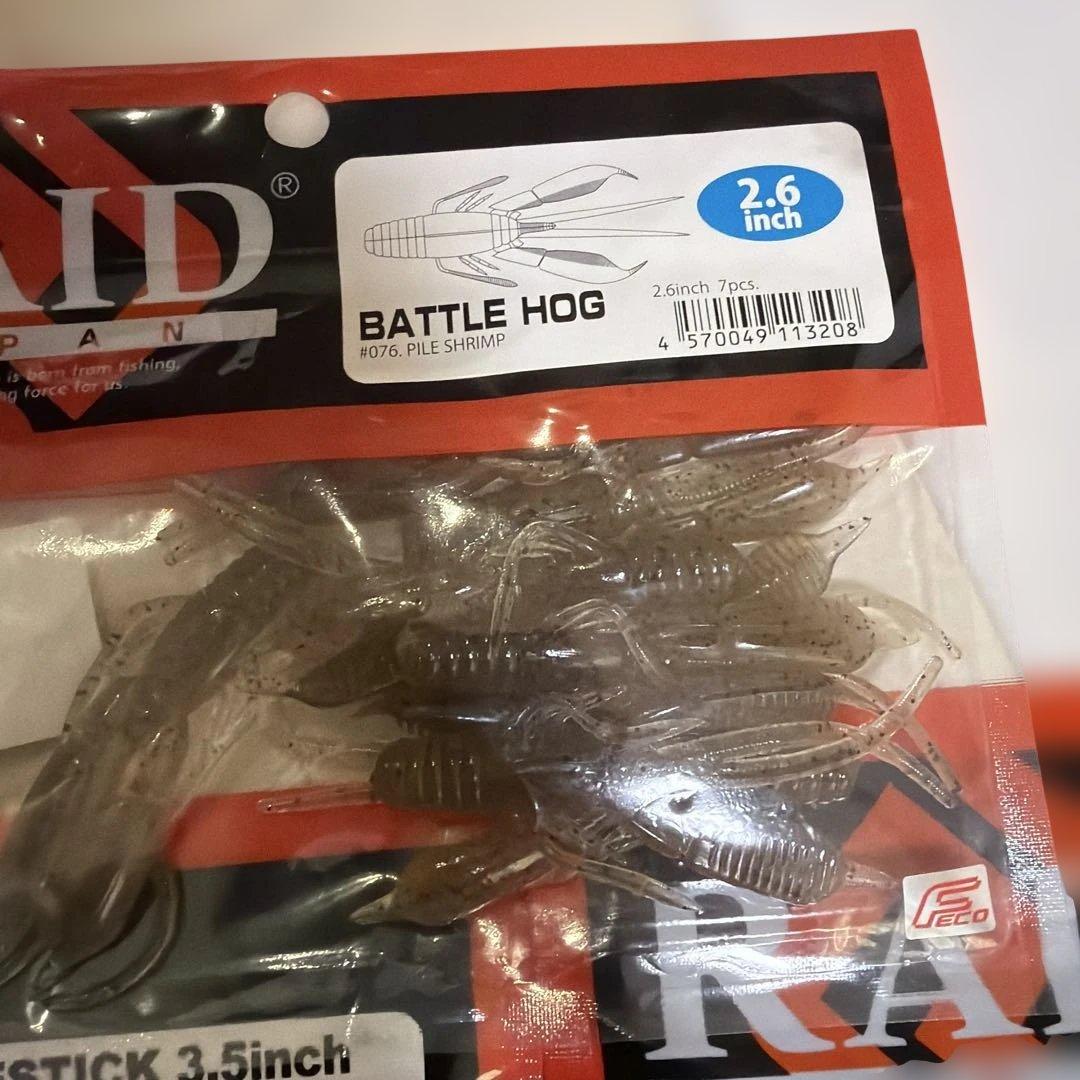 AID®
PAN
is born from fishing,
ng force for us.
2.6
inch
BATTLE HOG
#076. PILE SHRIMP
2.6inch 7pcs.
4 570049 113208
FECO
RA
STICK 3.5inch